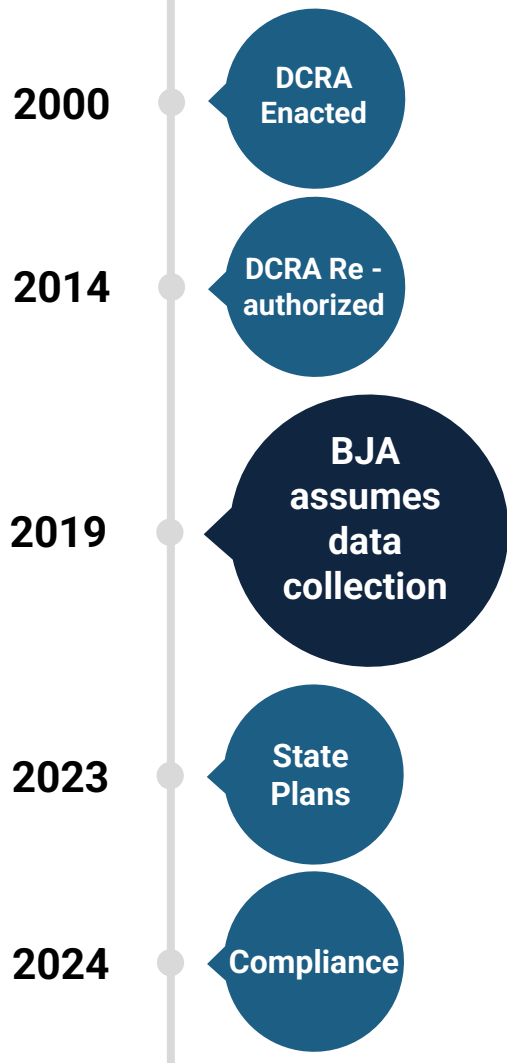 2000
DCRA
Enacted
2014
DCRA Re -
authorized
2019
BJA
assumes
data
collection
2023
State
Plans
2024
Compliance